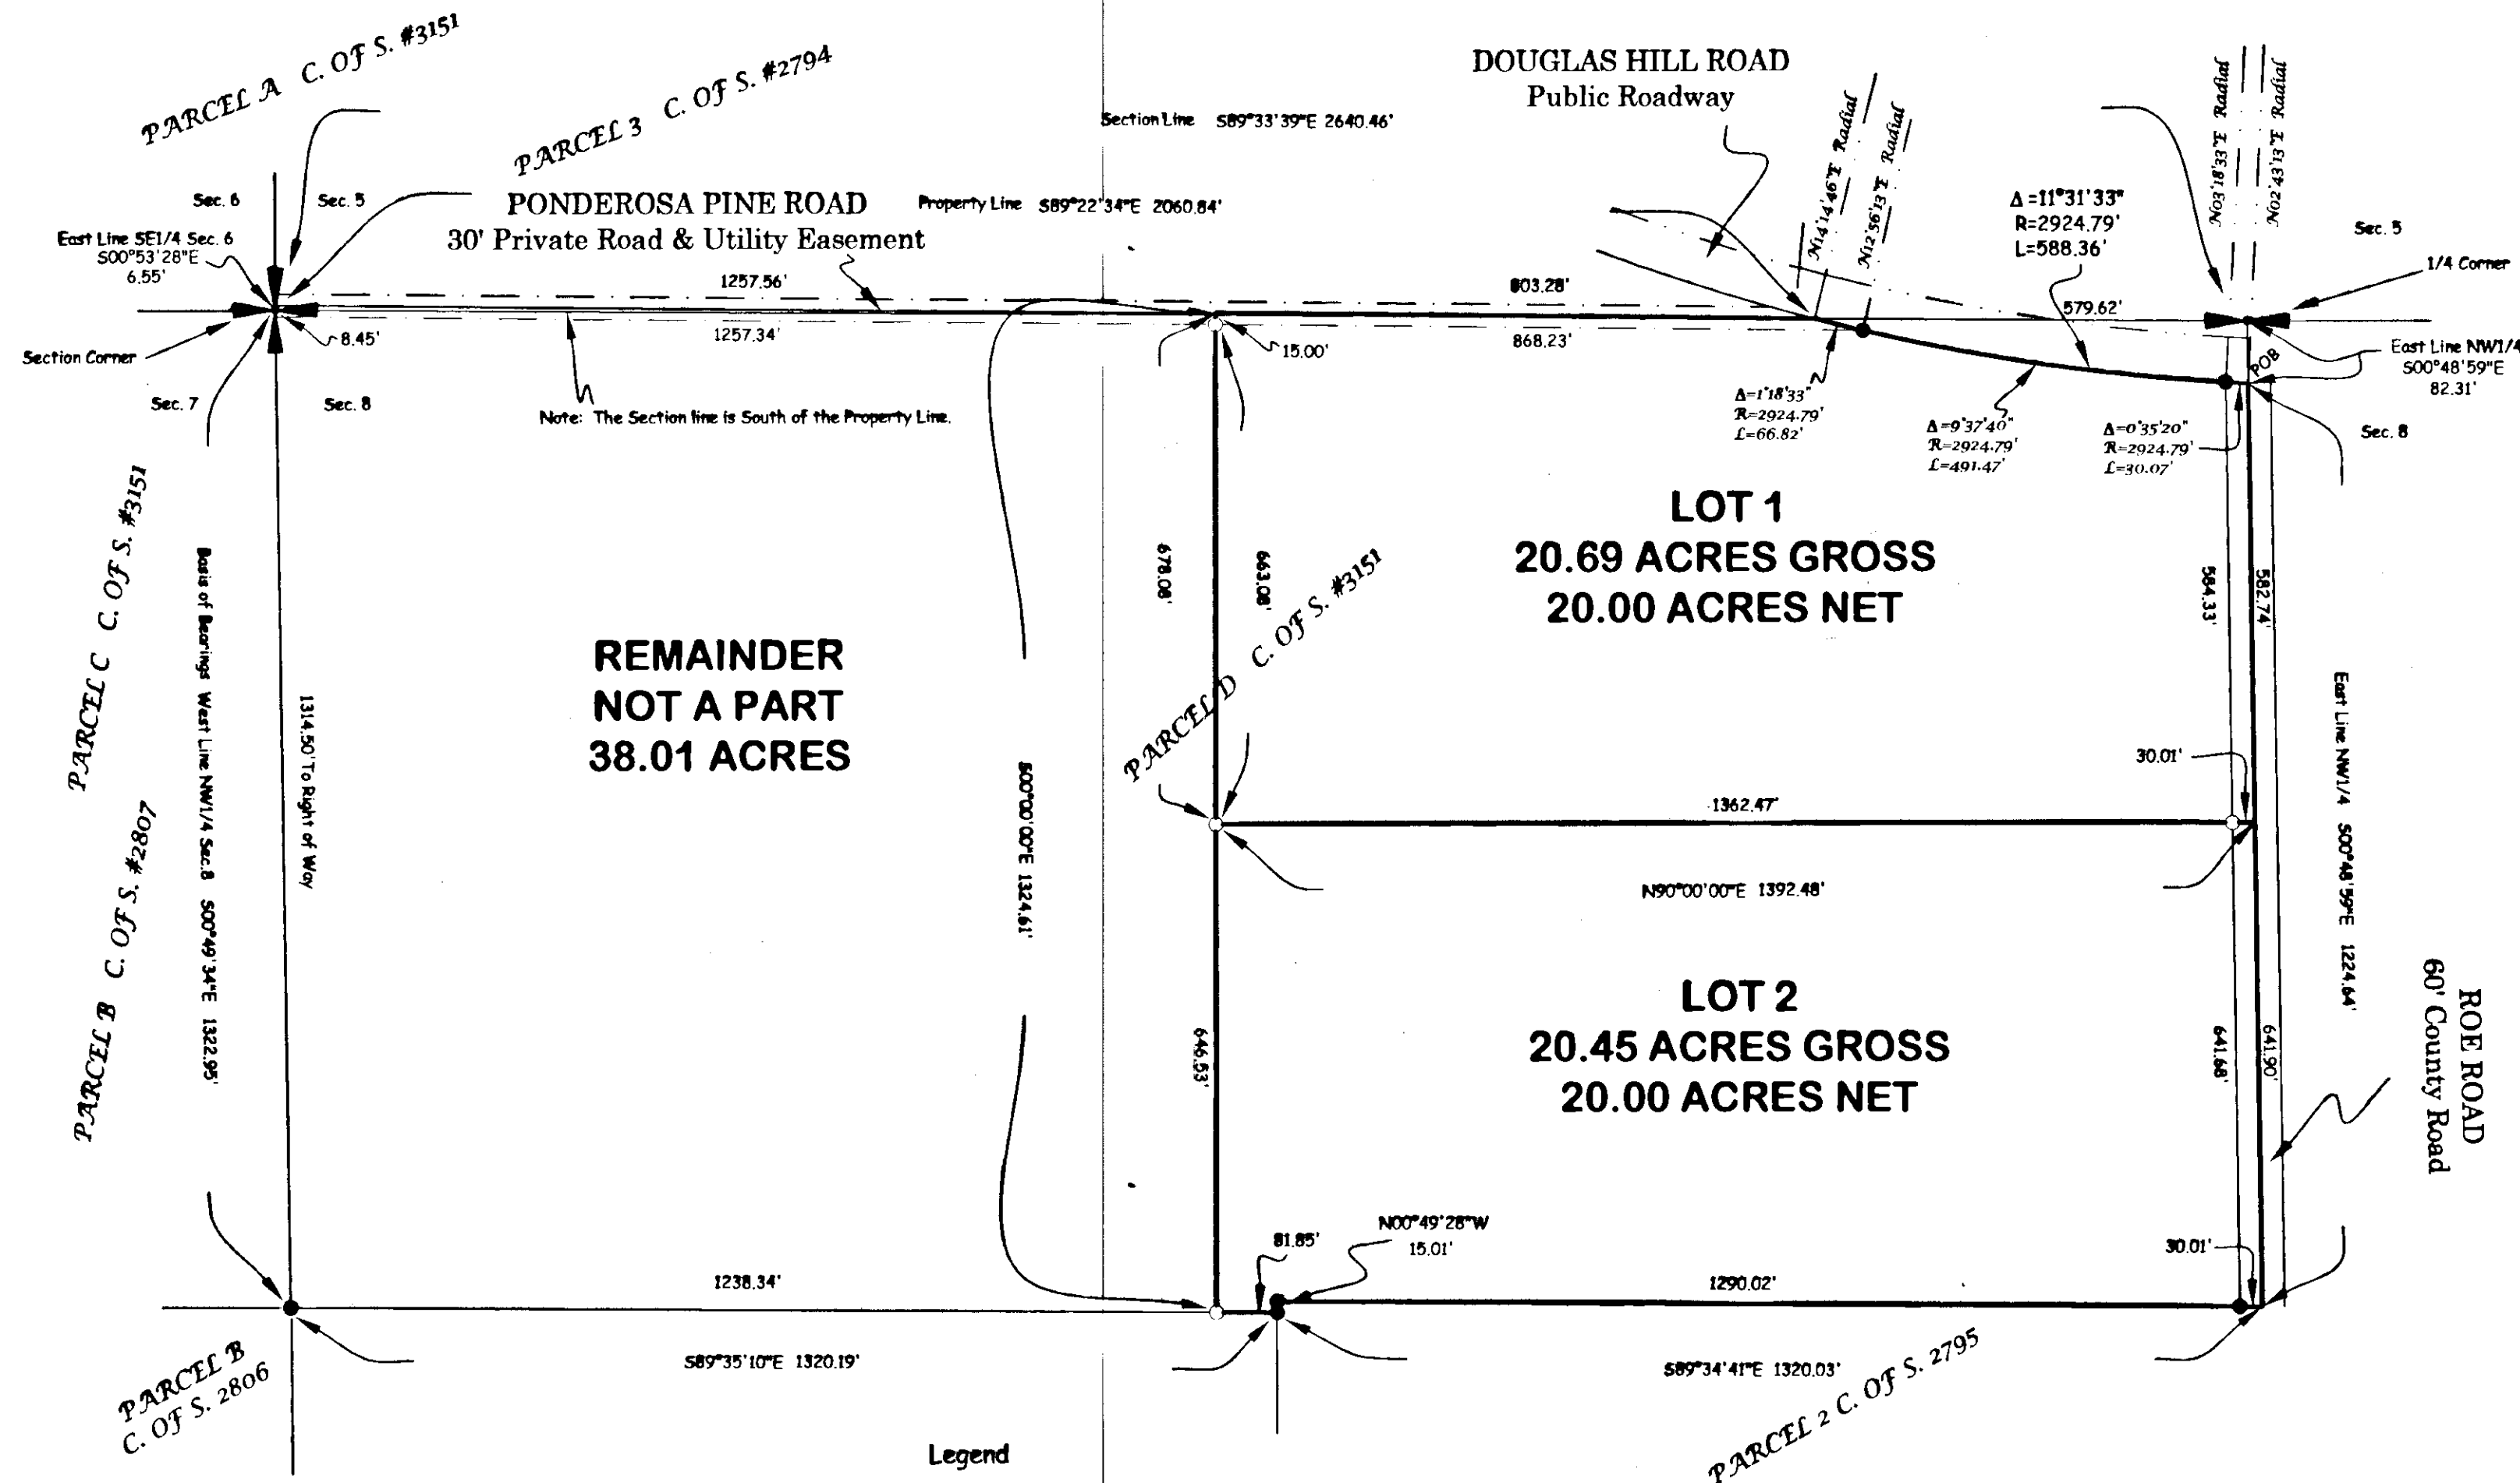 PARCEL A C. OF S. #3151
PARCEL 3 C. OF S. #2794
DOUGLAS HILL ROAD
Public Roadway
Section Line S89°33'39"E 2640.46'
N14°14'46"E Radial
N12°56'13"E Radial
N03°18'33"E Radial
N02°43'13"E Radial
Sec. 6
Sec. 5
PONDEROSA PINE ROAD
30' Private Road & Utility Easement
Property Line S89°22'34"E 2060.84'
Δ=11°31'33"
R=2924.79'
L=588.36'
Sec. 5
1/4 Corner
East Line SE1/4 Sec. 6
S00°53'28"E
6.55'
1257.56'
803.28'
579.62'
Section Corner
8.45'
1257.34'
15.00'
868.23'
POB
East Line NW1/4
S00°48'59"E
82.31'
Sec. 7
Sec. 8
Note: The Section line is South of the Property Line.
Δ=1°18'33"
R=2924.79'
L=66.82'
Δ=9°37'40"
R=2924.79'
L=491.47'
Δ=0°35'20"
R=2924.79'
L=30.07'
Sec. 8
LOT 1
20.69 ACRES GROSS
20.00 ACRES NET
PARCEL C C. OF S. #3151
Basis of Bearings West Line NW1/4 Sec.8 S00°49'34"E 1322.95'
1314.50' To Right of Way
REMAINDER
NOT A PART
38.01 ACRES
678.08'
663.08'
PARCEL D C. OF S. #3151
584.33'
582.74'
30.01'
East Line NW1/4 S00°48'59"E 1224.64'
1362.47'
N90°00'00"E 1392.48'
S00°00'00"E 1324.61'
PARCEL B C. OF S. #2807
LOT 2
20.45 ACRES GROSS
20.00 ACRES NET
646.53'
641.68'
641.90'
ROE ROAD
60' County Road
N00°49'28"W
15.01'
81.85'
30.01'
1238.34'
1290.02'
S89°35'10"E 1320.19'
S89°34'41"E 1320.03'
PARCEL B
C. OF S. 2806
PARCEL 2 C. OF S. 2795
Legend